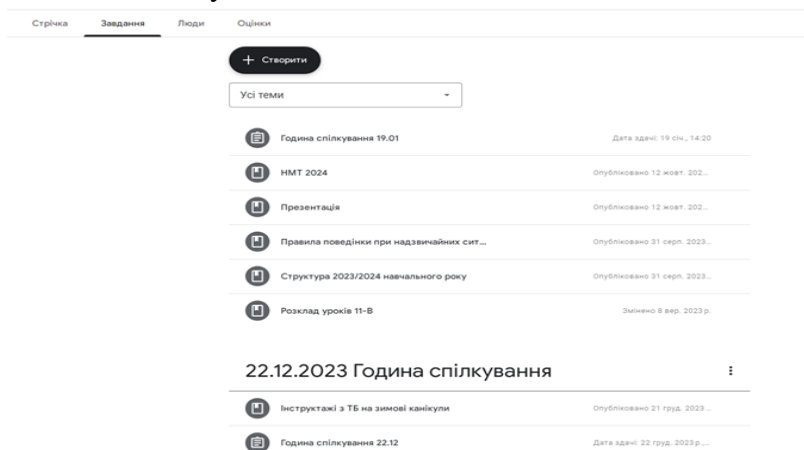 Стрічка Завдання Люди Оцінки
+ Створити
Усі теми
Година спілкування 19.01 Дата здачі: 19 січ., 14:20
НМТ 2024 Опубліковано 12 жовт. 202...
Презентація Опубліковано 12 жовт. 202...
Правила поведінки при надзвичайних сит... Опубліковано 31 серп. 2023...
Структура 2023/2024 навчального року Опубліковано 31 серп. 2023...
Розклад уроків 11-В Змінено 8 вер. 2023 р.
22.12.2023 Година спілкування
Інструктажі з ТБ на зимові канікули Опубліковано 21 груд. 2023 ...
Година спілкування 22.12 Дата здачі: 22 груд. 2023 р.,...